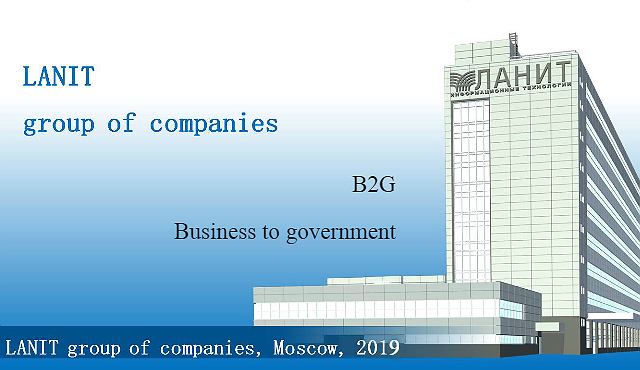 LANIT
group of companies
ЛАНИТ
ИНФОРМАЦИОННЫЕ ТЕХНОЛОГИИ
B2G
Business to government
LANIT group of companies, Moscow, 2019